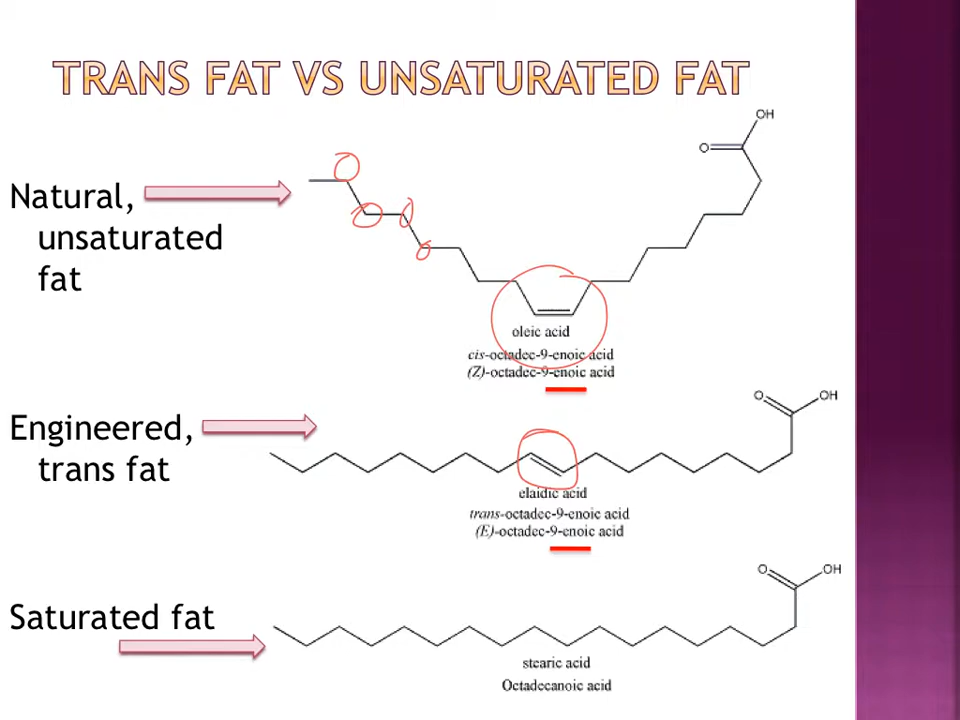 TRANS FAT VS UNSATURATED FAT
OH
O
Natural,
unsaturated
fat
oleic acid
cis-octadec-9-enoic acid
(Z)-octadec-9-enoic acid
O
OH
Engineered,
trans fat
elaidic acid
trans-octadec-9-enoic acid
(E)-octadec-9-enoic acid
O
OH
Saturated fat
stearic acid
Octadecanoic acid